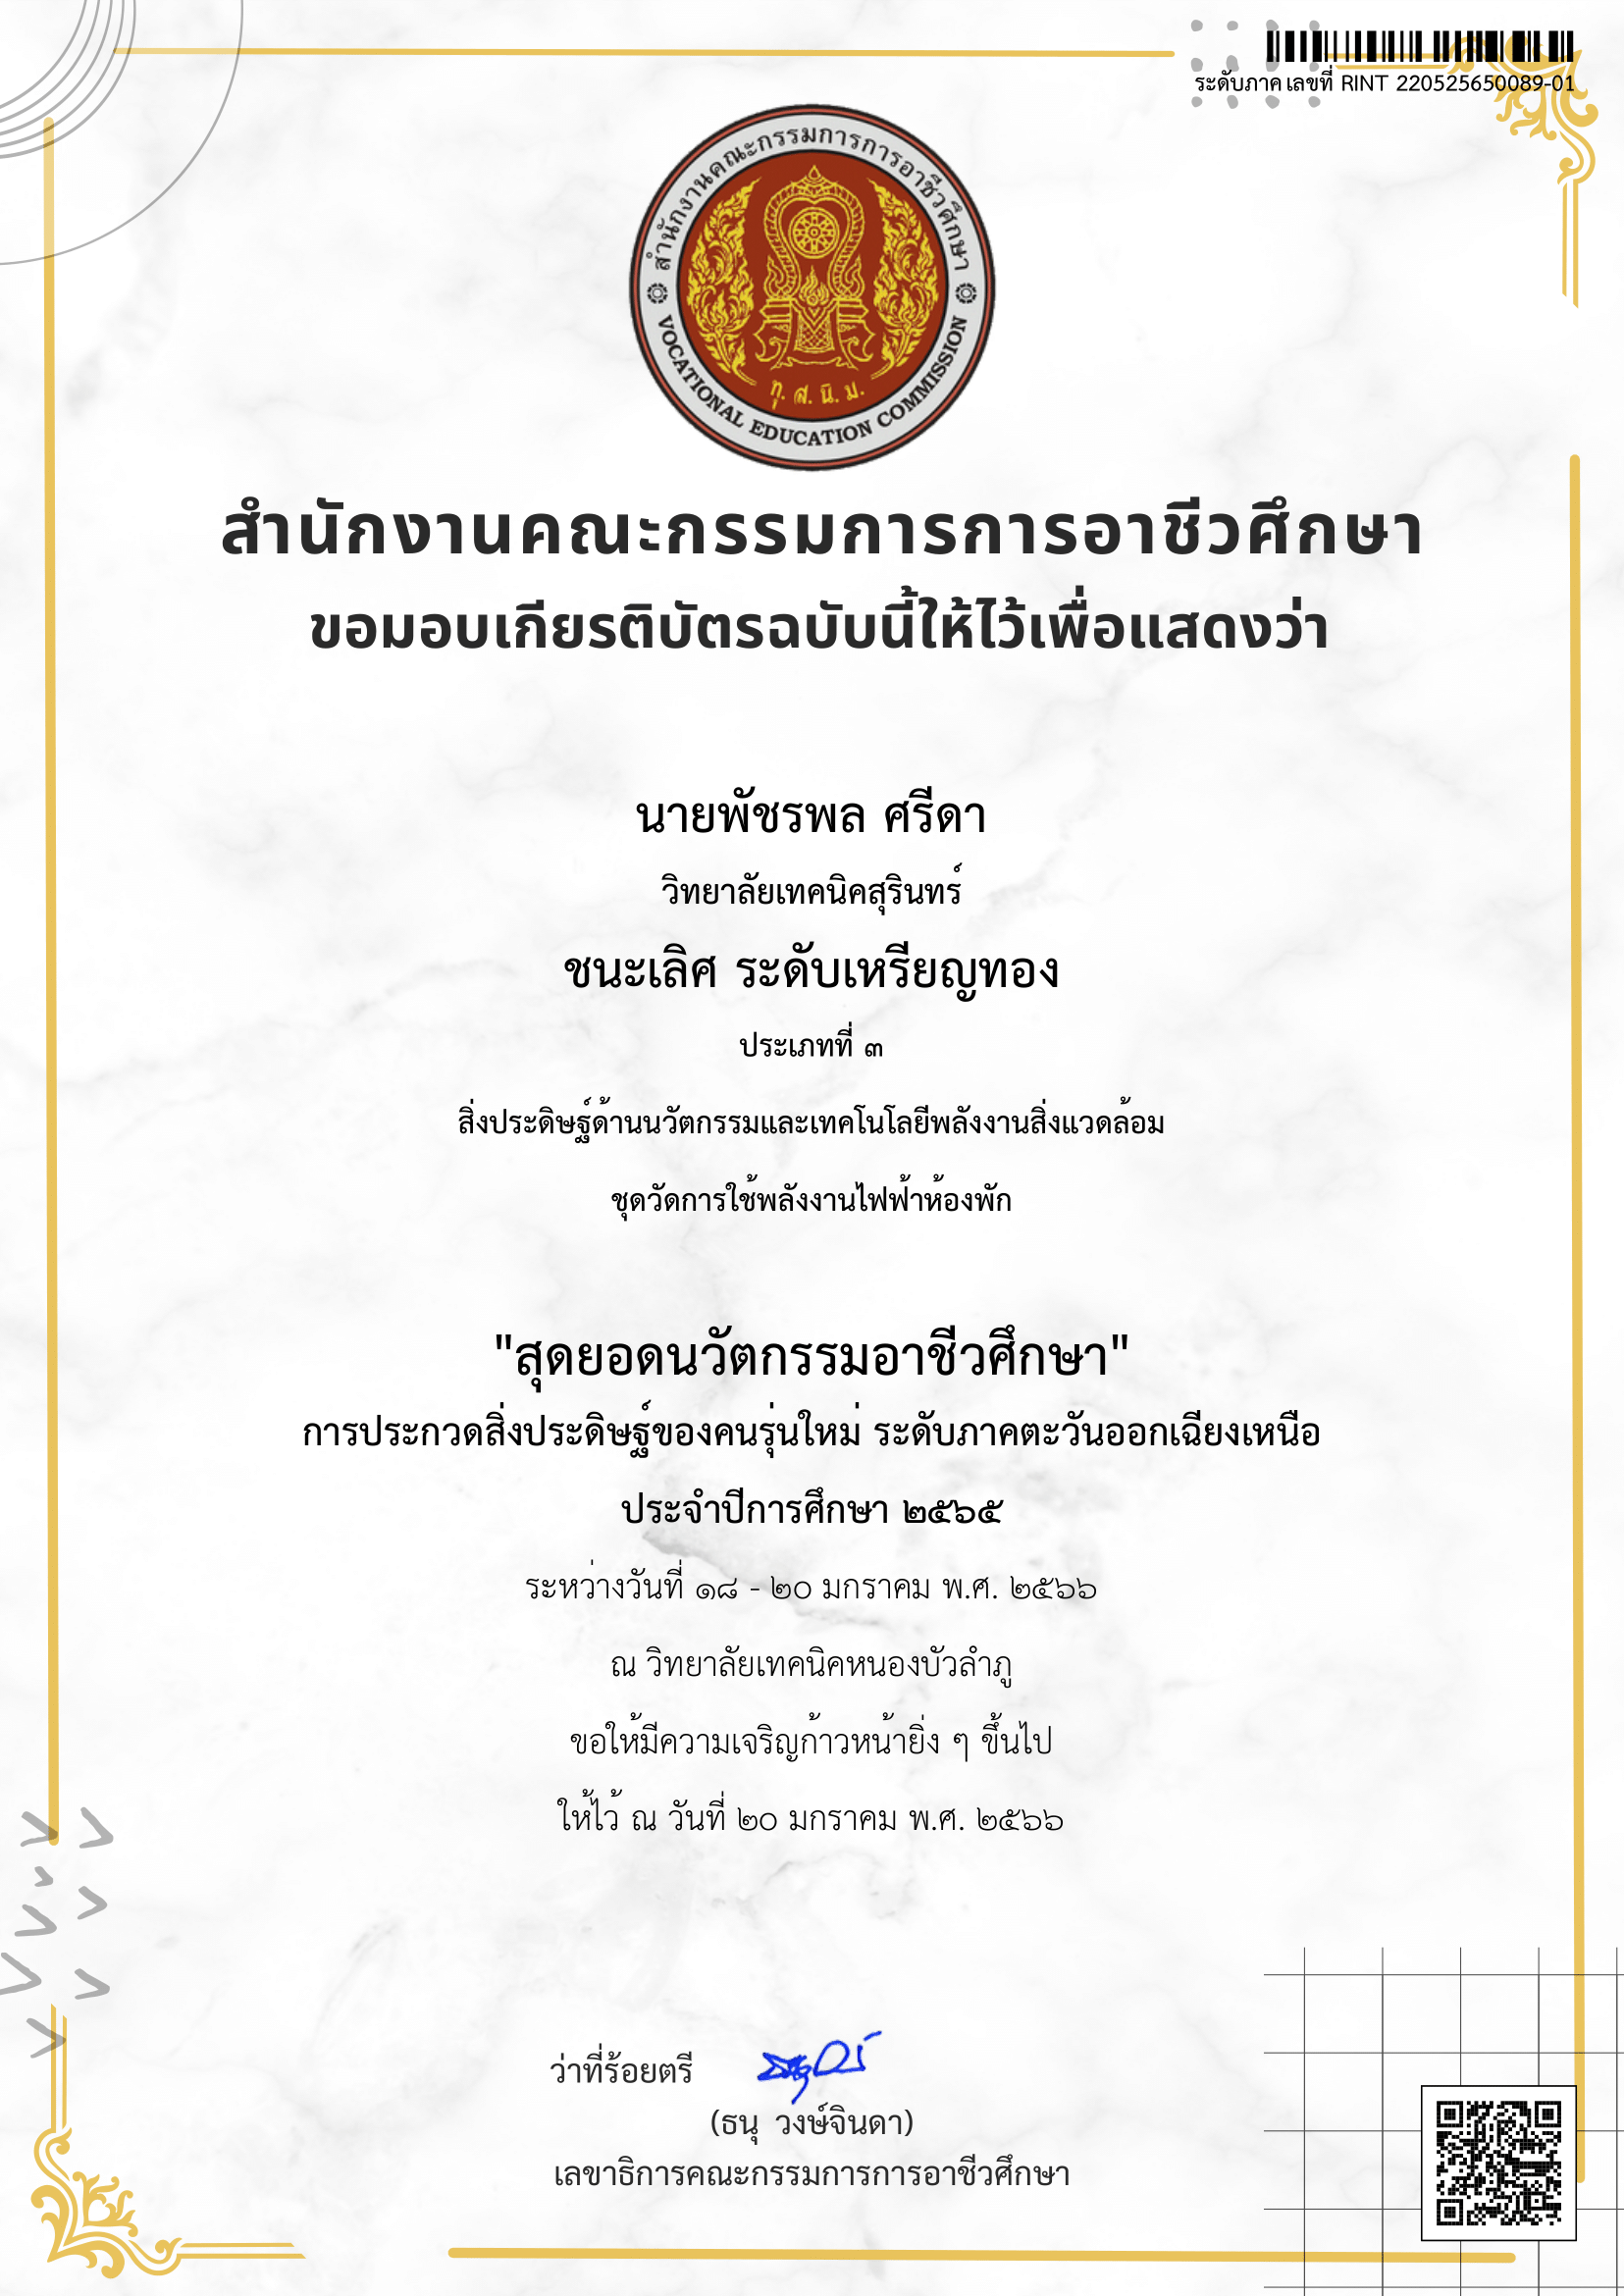 ระดับภาค เลขที่ RINT 220525650089-01
สำนักงานคณะกรรมการการอาชีวศึกษา
VOCATIONAL EDUCATION COMMISSION
ทุ. ส. นิ. ม.
สำนักงานคณะกรรมการการอาชีวศึกษา
ขอมอบเกียรติบัตรฉบับนี้ให้ไว้เพื่อแสดงว่า
นายพัชรพล ศรีดา
วิทยาลัยเทคนิคสุรินทร์
ชนะเลิศ ระดับเหรียญทอง
ประเภทที่ ๓
สิ่งประดิษฐ์ด้านนวัตกรรมและเทคโนโลยีพลังงานสิ่งแวดล้อม
ชุดวัดการใช้พลังงานไฟฟ้าห้องพัก
"สุดยอดนวัตกรรมอาชีวศึกษา"
การประกวดสิ่งประดิษฐ์ของคนรุ่นใหม่ ระดับภาคตะวันออกเฉียงเหนือ
ประจำปีการศึกษา ๒๕๖๕
ระหว่างวันที่ ๑๘ - ๒๐ มกราคม พ.ศ. ๒๕๖๖
ณ วิทยาลัยเทคนิคหนองบัวลำภู
ขอให้มีความเจริญก้าวหน้ายิ่ง ๆ ขึ้นไป
ให้ไว้ ณ วันที่ ๒๐ มกราคม พ.ศ. ๒๕๖๖
ว่าที่ร้อยตรี
(ธนุ วงษ์จินดา)
เลขาธิการคณะกรรมการการอาชีวศึกษา